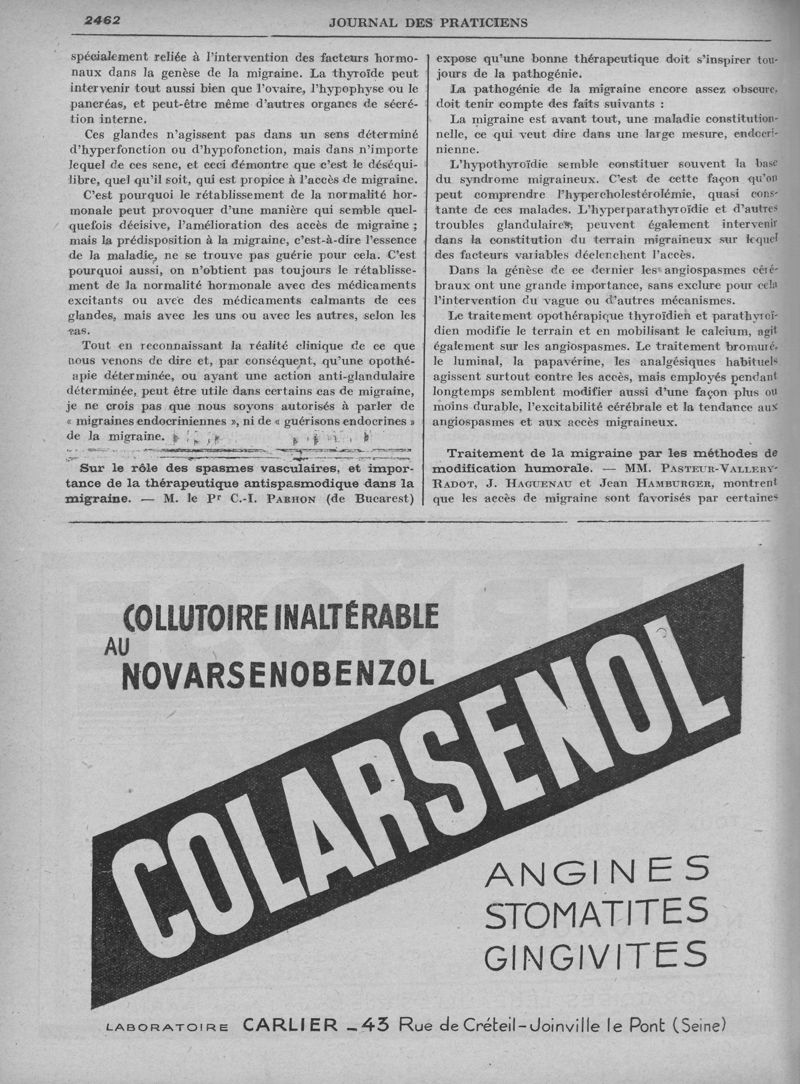 2462
JOURNAL DES PRATICIENS
spécialement reliée à l'intervention des facteurs hormo-
naux dans la genèse de la migraine. La thyroïde peut
intervenir tout aussi bien que l'ovaire, l'hypophyse ou le
pancréas, et peut-être même d'autres organes de sécré-
tion interne.
Ces glandes n'agissent pas dans un sens déterminé
d'hyperfonction ou d'hypofonction, mais dans n'importe
lequel de ces sens, et ceci démontre que c'est le déséqui-
libre, quel qu'il soit, qui est propice à l'accès de migraine.
C'est pourquoi le rétablissement de la normalité hor-
monale peut provoquer d'une manière qui semble quel-
quefois décisive, l'amélioration des accès de migraine ;
mais la prédisposition à la migraine, c'est-à-dire l'essence
de la maladie, ne se trouve pas guérie pour cela. C'est
pourquoi aussi, on n'obtient pas toujours le rétablisse-
ment de la normalité hormonale avec des médicaments
excitants ou avec des médicaments calmants de ces
glandes, mais avec les uns ou avec les autres, selon les
cas.
Tout en reconnaissant la réalité clinique de ce que
nous venons de dire et, par conséquent, qu'une opothé-
apie déterminée, ou ayant une action anti-glandulaire
déterminée, peut être utile dans certains cas de migraine,
je ne crois pas que nous soyons autorisés à parler de
« migraines endocriniennes », ni de « guérisons endocrines »
de la migraine.
Sur le rôle des spasmes vasculaires, et impor-
tance de la thérapeutique antispasmodique dans la
migraine. — M. le Pr C.-I. PARHON (de Bucarest)
expose qu'une bonne thérapeutique doit s'inspirer tou-
jours de la pathogénie.
La pathogénie de la migraine encore assez obscure,
doit tenir compte des faits suivants :
La migraine est avant tout, une maladie constitution-
nelle, ce qui veut dire dans une large mesure, endocri-
nienne.
L'hypothyroïdie semble constituer souvent la base
du syndrome migraineux. C'est de cette façon qu'on
peut comprendre l'hypercholestérolémie, quasi cons-
tante de ces malades. L'hyperparathyroïdie et d'autres
troubles glandulaires, peuvent également intervenir
dans la constitution du terrain migraineux sur lequel
des facteurs variables déclenchent l'accès.
Dans la génèse de ce dernier les angiospasmes céré-
braux ont une grande importance, sans exclure pour cela
l'intervention du vague ou d'autres mécanismes.
Le traitement opothérapique thyroïdien et parathyroï-
dien modifie le terrain et en mobilisant le calcium, agit
également sur les angiospasmes. Le traitement bromuré,
le luminal, la papavérine, les analgésiques habituels
agissent surtout contre les accès, mais employés pendant
longtemps semblent modifier aussi d'une façon plus ou
moins durable, l'excitabilité cérébrale et la tendance aux
angiospasmes et aux accès migraineux.
Traitement de la migraine par les méthodes de
modification humorale. — MM. PASTEUR-VALLERY-
RADOT, J. HAGUENAU et Jean HAMBURGER, montrent
que les accès de migraine sont favorisés par certaines
COLLUTOIRE INALTÉRABLE
AU
NOVARSENOBENZOL
COLARSENOL
ANGINES
STOMATITES
GINGIVITES
LABORATOIRE CARLIER - 43 Rue de Créteil-Joinville le Pont (Seine)